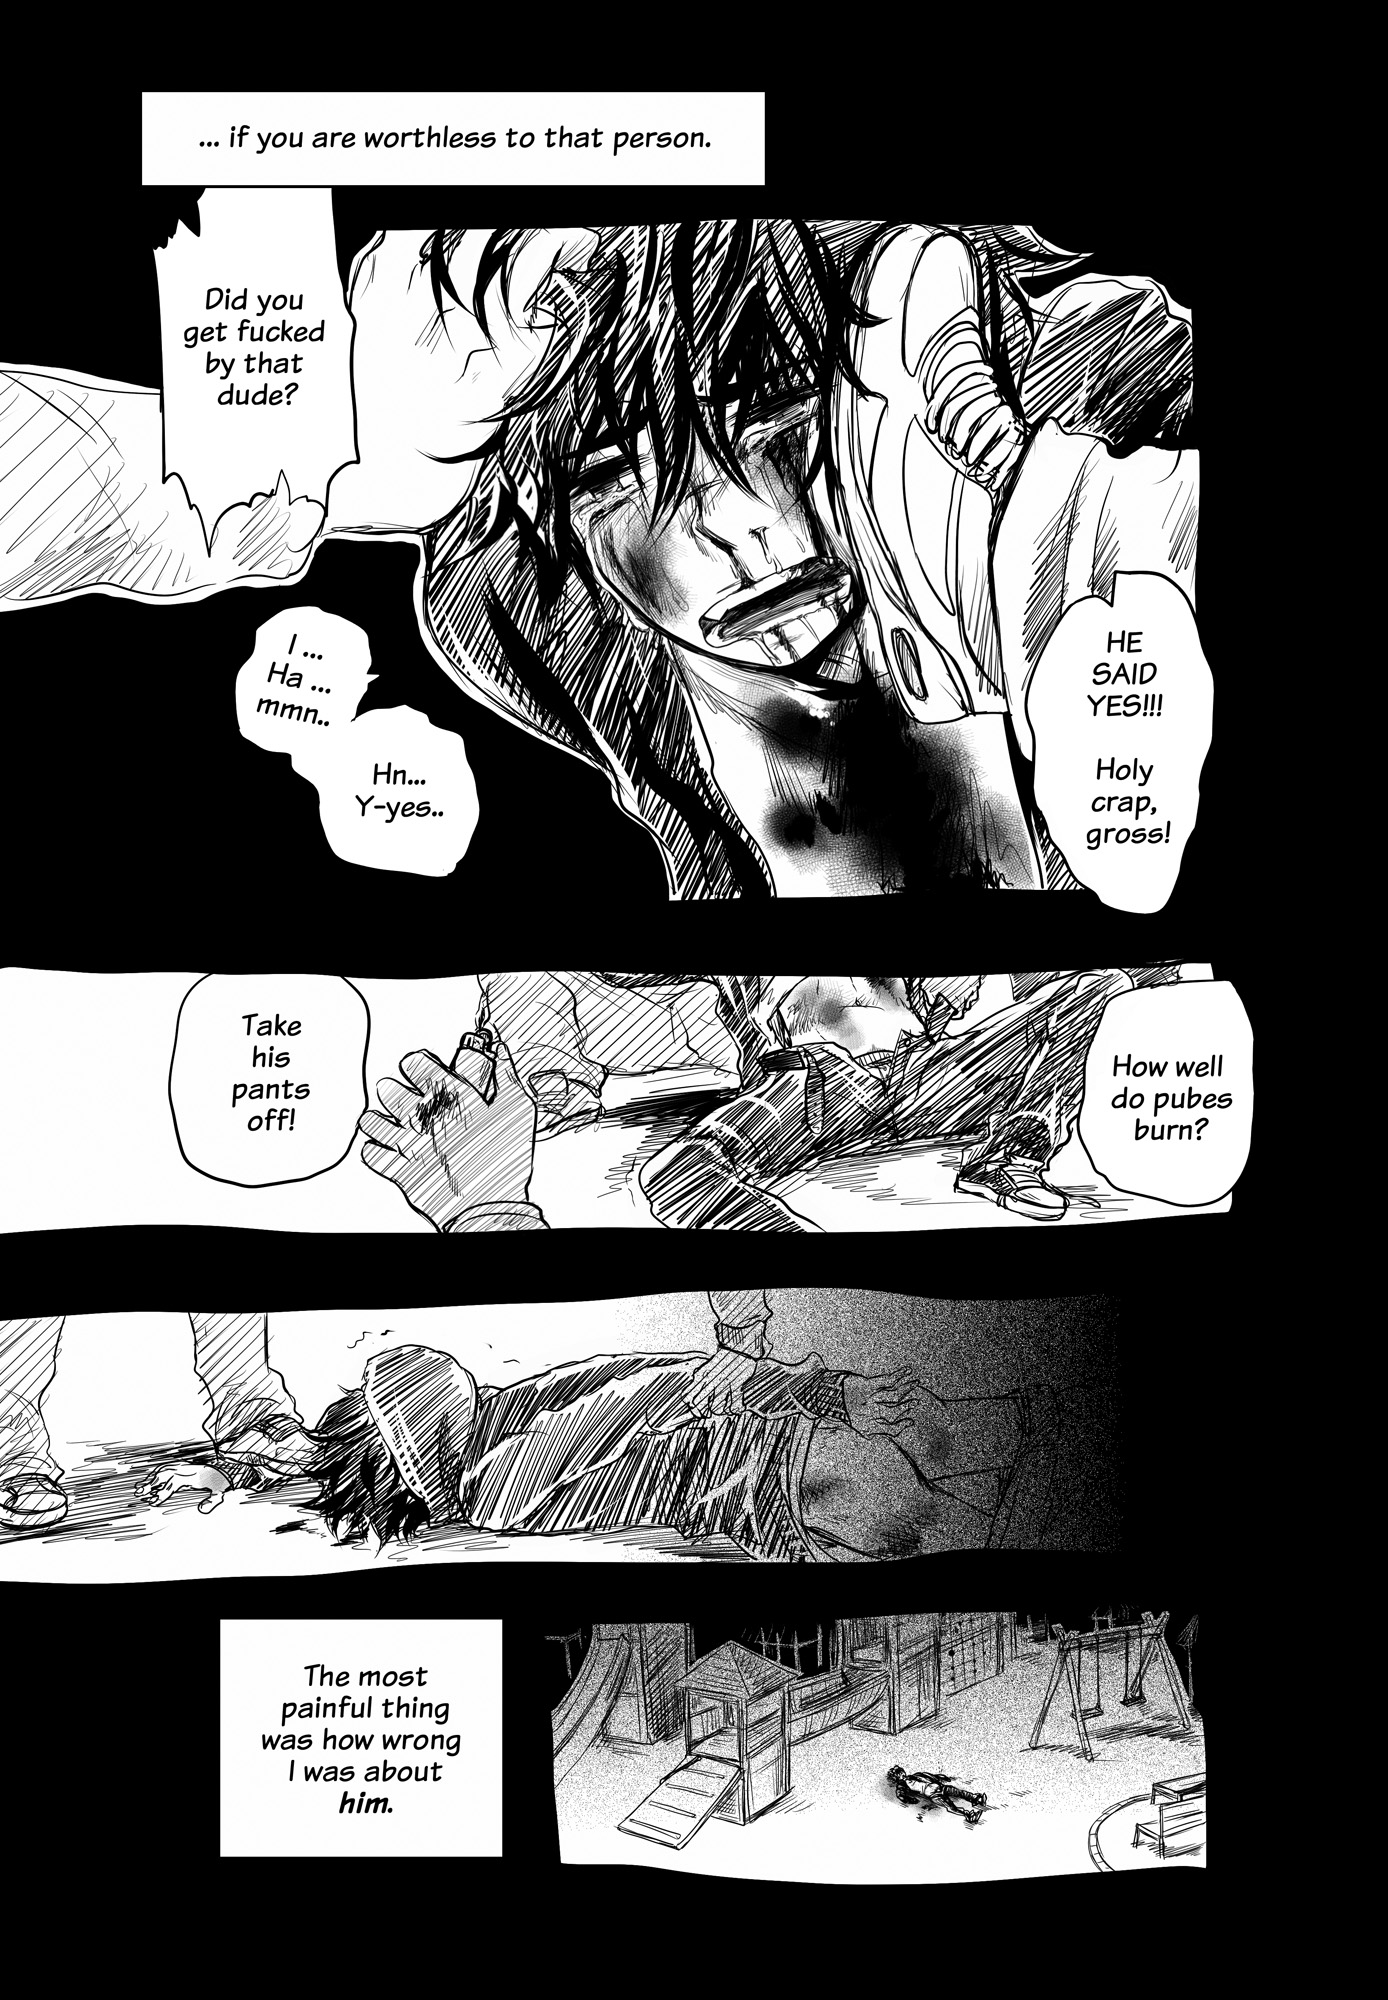 ... if you are worthless to that person.
Did you
get fucked
by that
dude?
I ...
Ha ...
mmn..
Hn...
Y-yes..
HE
SAID
YES!!!
Holy
crap,
gross!
Take
his
pants
off!
How well
do pubes
burn?
The most
painful thing
was how wrong
I was about
him.